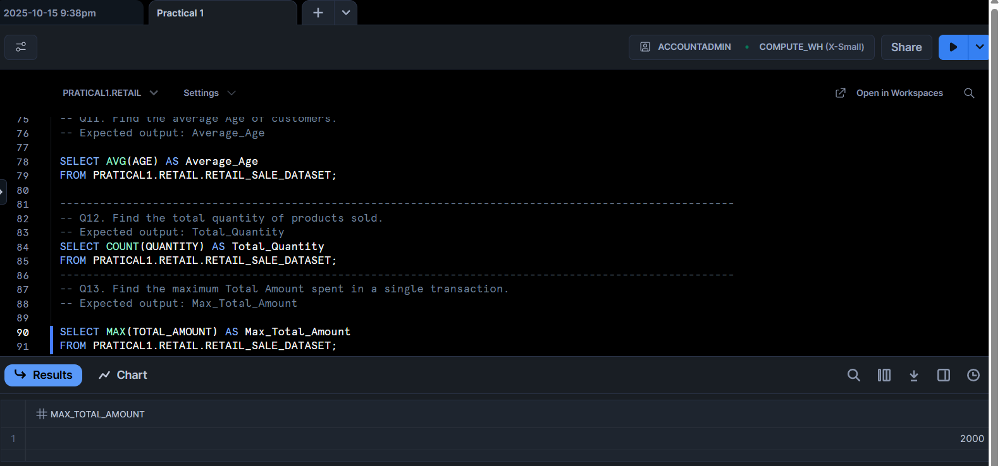 2025-10-15 9:38pm
Practical 1
ACCOUNTADMIN
COMPUTE_WH (X-Small)
Share
PRATICAL1.RETAIL
Settings
Open in Workspaces
75 -- Q11. Find the average Age of customers.
76 -- Expected output: Average_Age
77
78 SELECT AVG(AGE) AS Average_Age
79 FROM PRATICAL1.RETAIL.RETAIL_SALE_DATASET;
80
81 ------------------------------------------------------------------------------------------------------
82 -- Q12. Find the total quantity of products sold.
83 -- Expected output: Total_Quantity
84 SELECT COUNT(QUANTITY) AS Total_Quantity
85 FROM PRATICAL1.RETAIL.RETAIL_SALE_DATASET;
86 ------------------------------------------------------------------------------------------------------
87 -- Q13. Find the maximum Total Amount spent in a single transaction.
88 -- Expected output: Max_Total_Amount
89
90 SELECT MAX(TOTAL_AMOUNT) AS Max_Total_Amount
91 FROM PRATICAL1.RETAIL.RETAIL_SALE_DATASET;
Results
Chart
# MAX_TOTAL_AMOUNT
1 2000